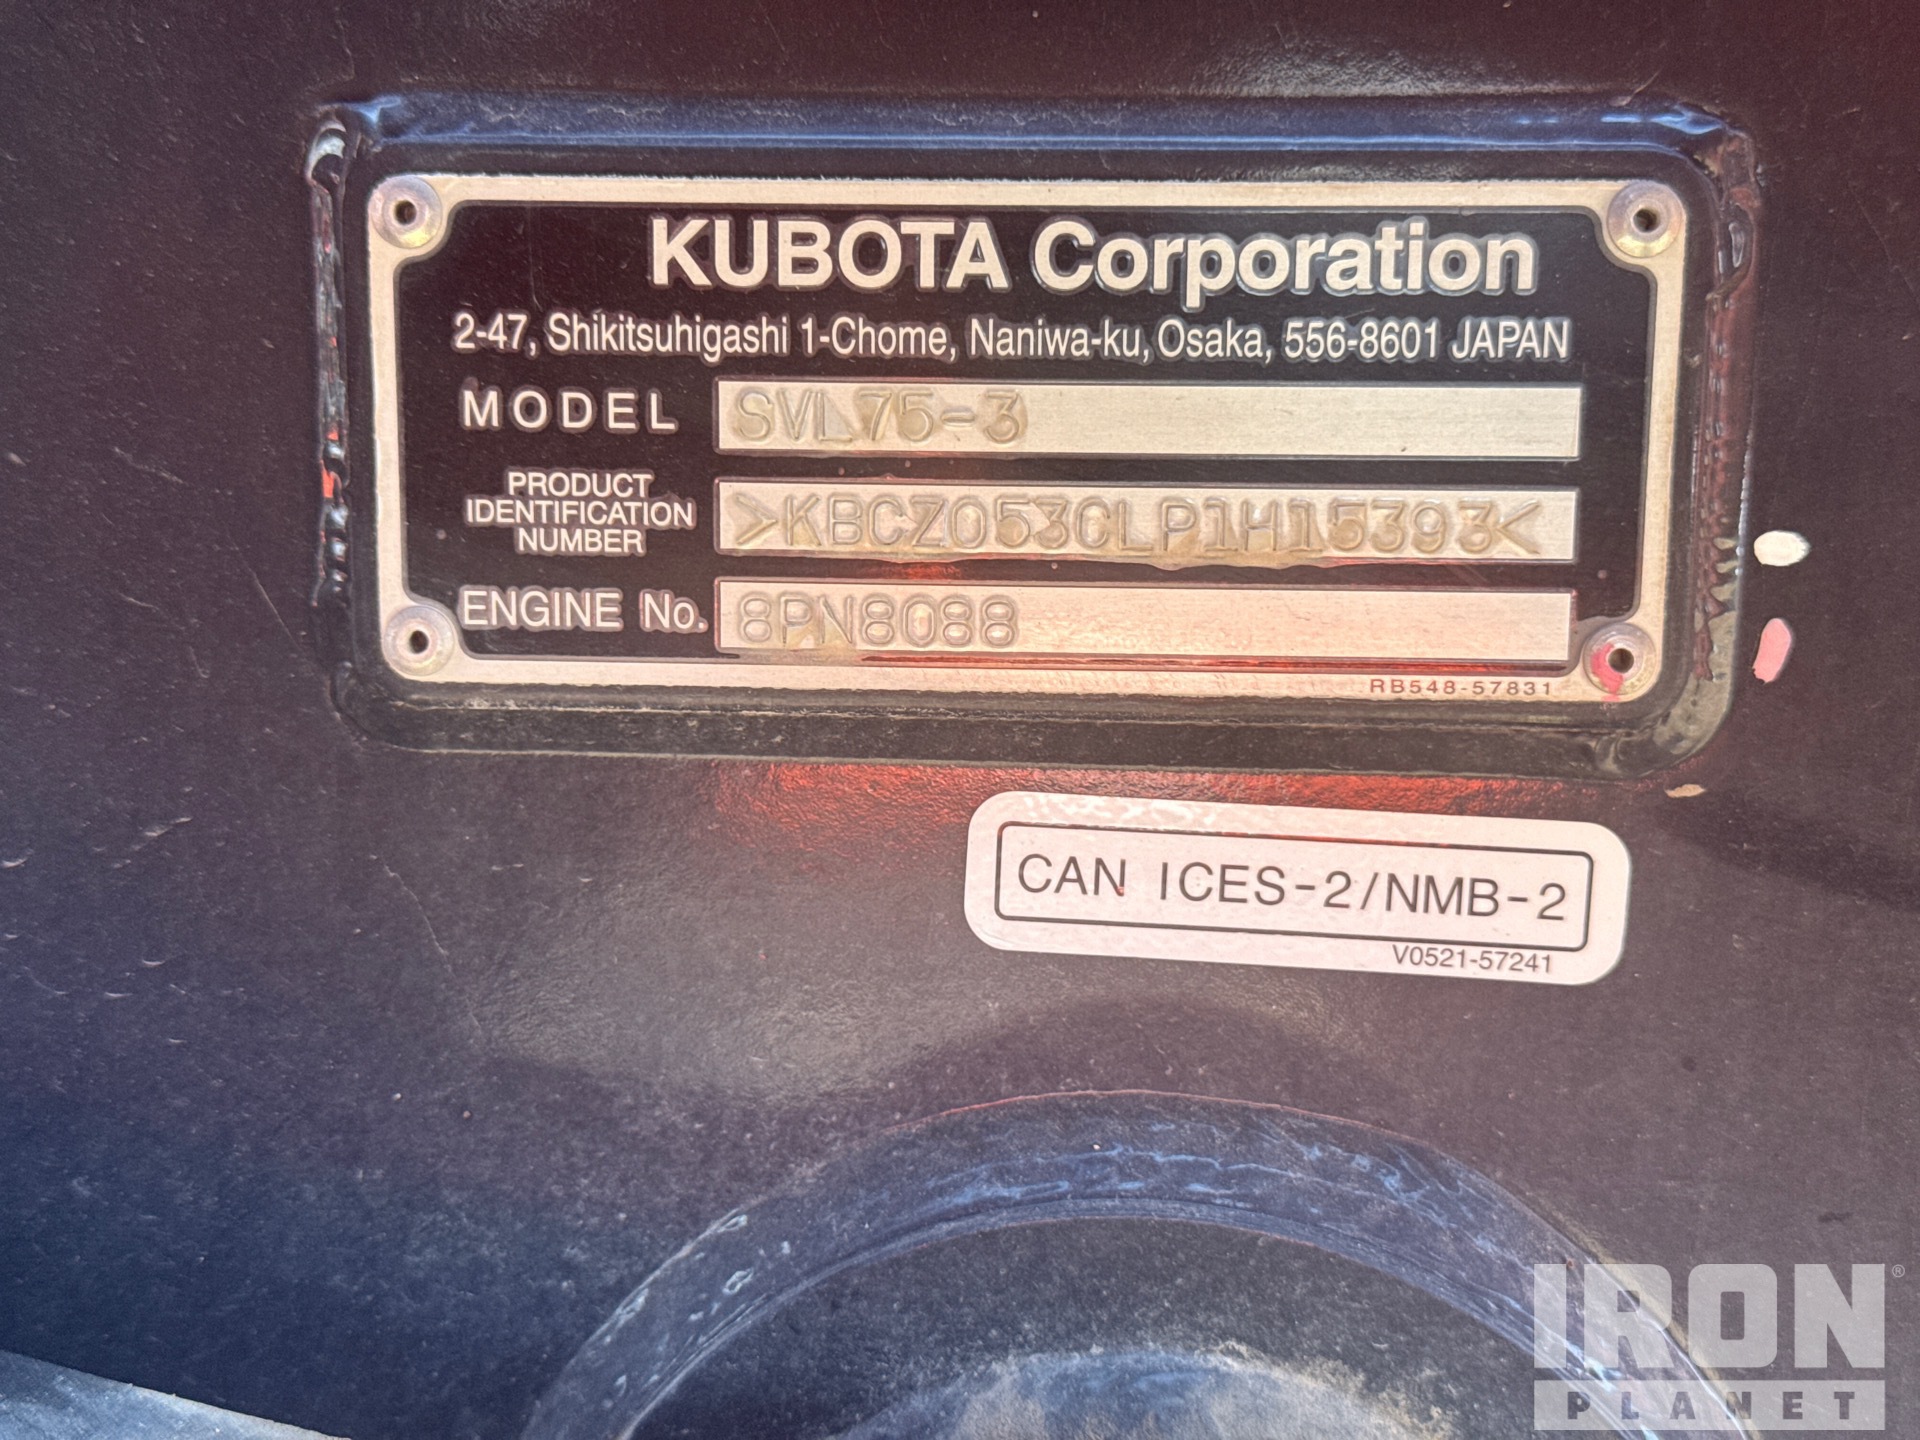 KUBOTA Corporation
2-47, Shikitsuhigashi 1-Chome, Naniwa-ku, Osaka, 556-8601 JAPAN
MODEL SVL75-3
PRODUCT
IDENTIFICATION
NUMBER
>KBCZ053CLP1H15393<
ENGINE No. 8PN8088
RB548-57831
CAN ICES-2/NMB-2
V0521-57241
IRON®
PLANET